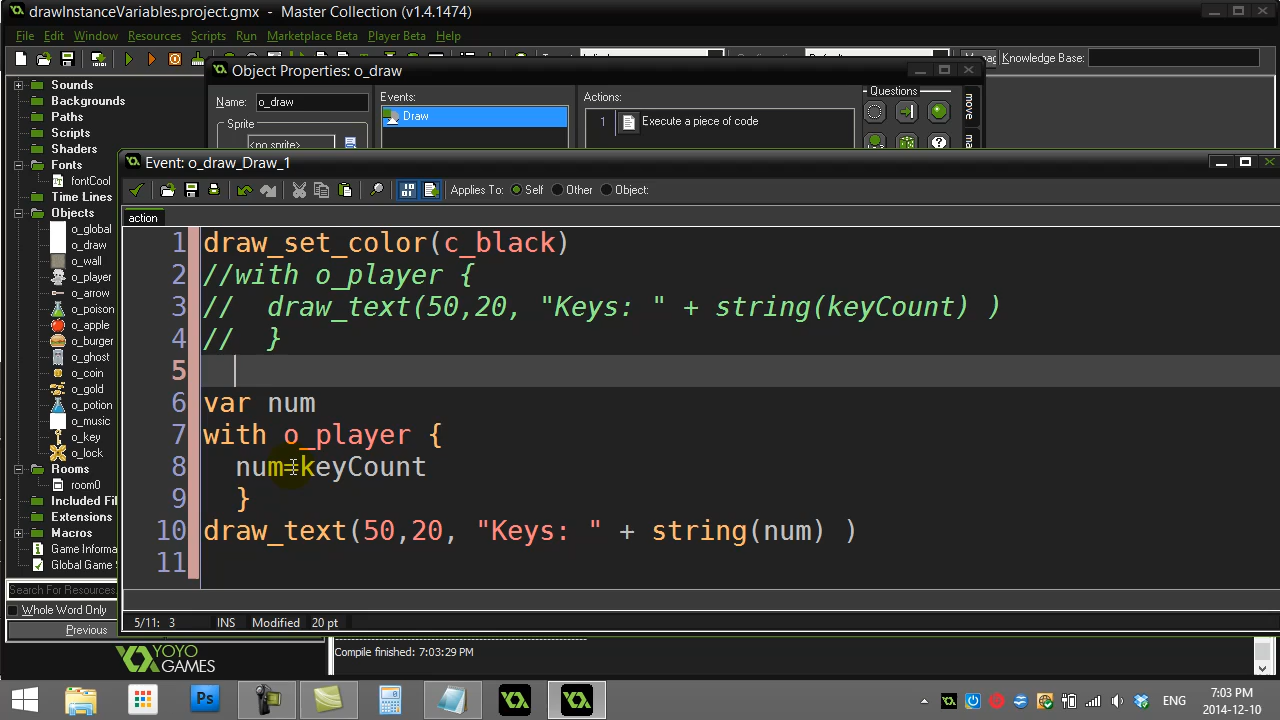 drawInstanceVariables.project.gmx - Master Collection (v1.4.1474)
File Edit Window Resources Scripts Run Marketplace Beta Player Beta Help
Knowledge Base:
Object Properties: o_draw
Name: o_draw
Events:
Actions:
Questions
move
Sprite
<no sprite>
Draw
1 Execute a piece of code
Sounds
Backgrounds
Paths
Scripts
Shaders
Fonts
fontCool
Time Lines
Objects
o_global
o_draw
o_wall
o_player
o_arrow
o_poison
o_apple
o_burger
o_ghost
o_coin
o_gold
o_potion
o_music
o_key
o_lock
Rooms
room0
Included Fil
Extensions
Macros
Game Informa
Global Game S
Search For Resources
Whole Word Only
Previous
Event: o_draw_Draw_1
Applies To: Self Other Object:
action
1 draw_set_color(c_black)
2 //with o_player {
3 //  draw_text(50,20, "Keys: " + string(keyCount) )
4 //  }
5
6 var num
7 with o_player {
8   num=keyCount
9   }
10 draw_text(50,20, "Keys: " + string(num) )
11
5/11: 3 INS Modified 20 pt
YOYO
GAMES
Compile finished: 7:03:29 PM
Ps
ENG
7:03 PM
2014-12-10